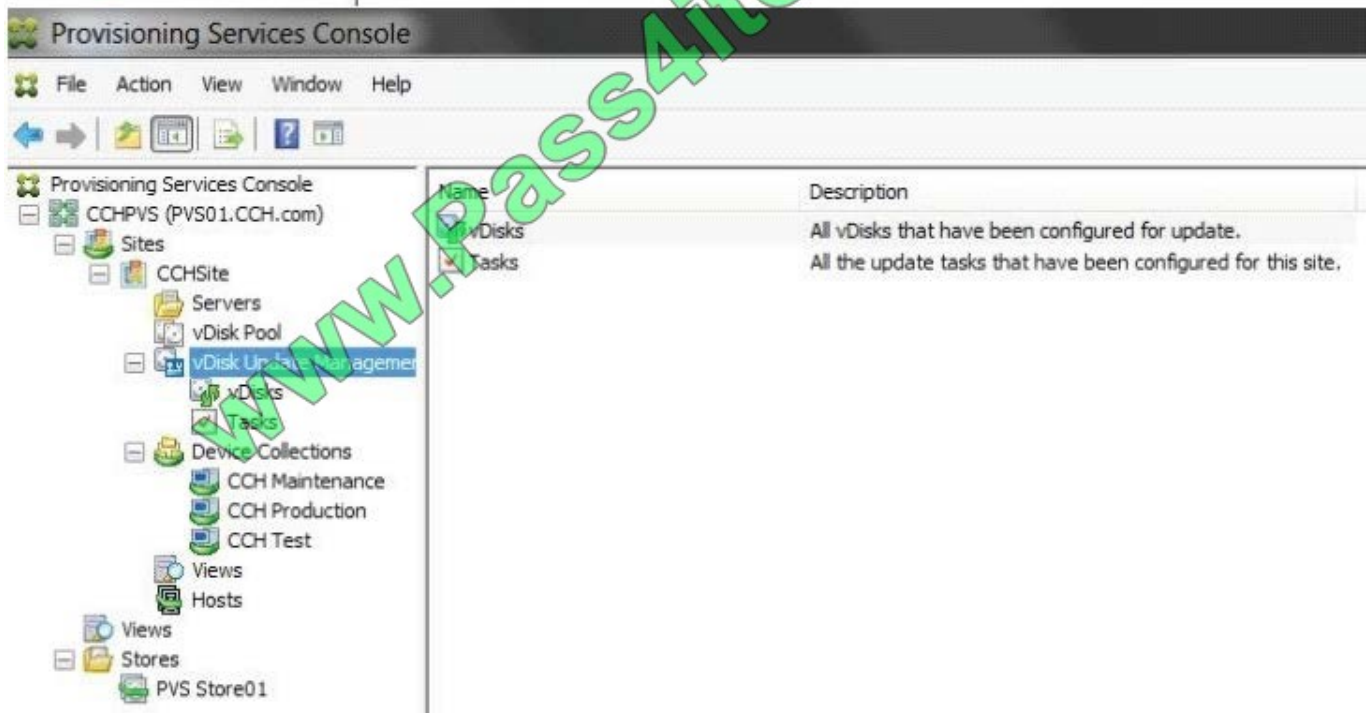 Provisioning Services Console
File Action View Window Help
Provisioning Services Console
CCHPVS (PVS01.CCH.com)
Sites
CCHSite
Servers
vDisk Pool
vDisk Update Managemen
vDisks
Tasks
Device Collections
CCH Maintenance
CCH Production
CCH Test
Views
Hosts
Views
Stores
PVS Store01
Name Description
vDisks All vDisks that have been configured for update.
Tasks All the update tasks that have been configured for this site.
www.Pass4it